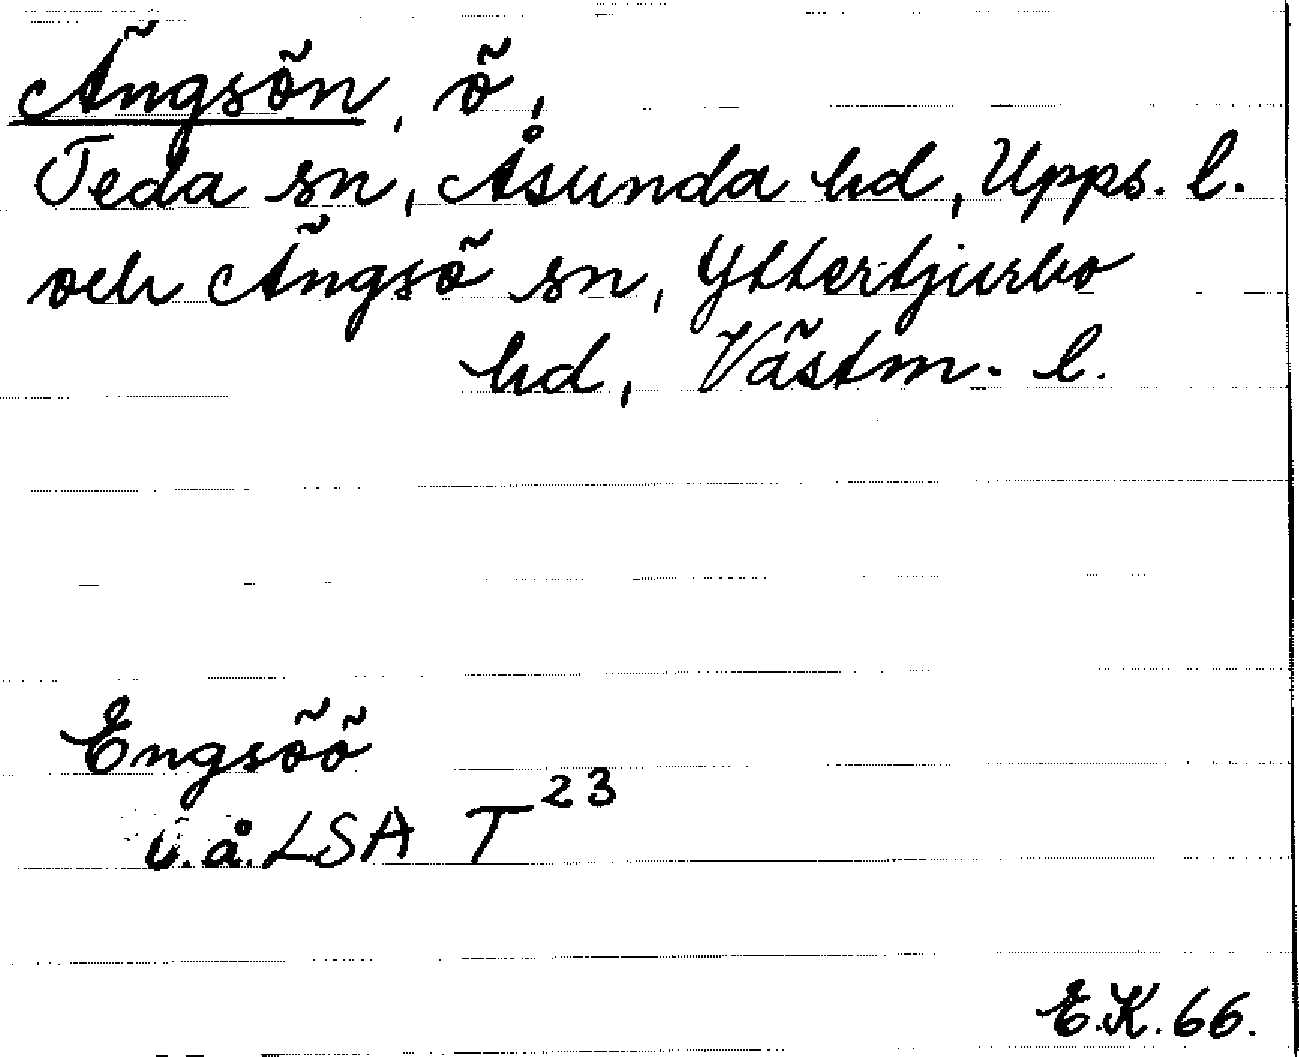 Ängsön, ö,
Teda sn, Åsunda hd, Upps. l.
och Ängsö sn, Yttertjurbo
hd, Västm. l.
Engsöö
u.å. LSA T 23
E.K. 66.